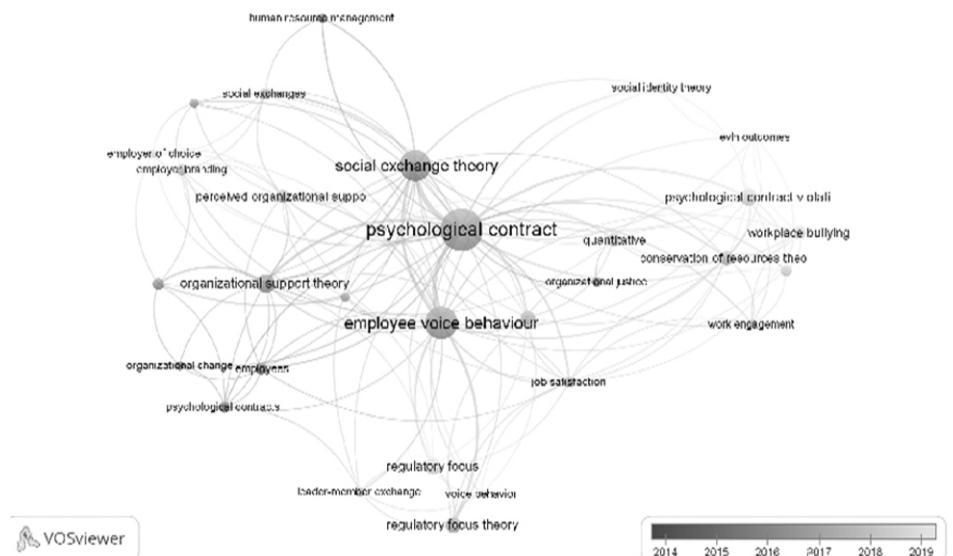 human resource management
social exchanges
social identity theory
evln outcomes
employer of choice
employer branding
social exchange theory
perceived organizational suppo
psychological contract violati
psychological contract
workplace bullying
quantitative
conservation of resources theo
organizational support theory
organizational justice
employee voice behaviour
work engagement
organizational change
employees
job satisfaction
psychological contracts
regulatory focus
leader-member exchange
voice behavior
regulatory focus theory
VOSviewer
2014 2015 2016 2017 2018 2019